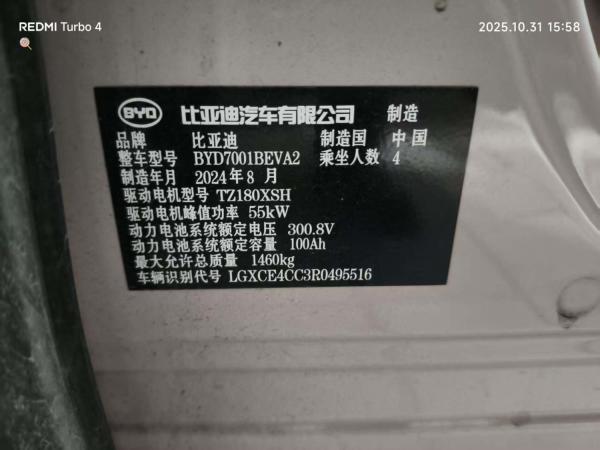 REDMI Turbo 4
2025.10.31 15:58
BYD 比亚迪汽车有限公司 制造
品牌 比亚迪 制造国 中国
整车型号 BYD7001BEVA2 乘坐人数 4
制造年月 2024年8月
驱动电机型号 TZ180XSH
驱动电机峰值功率 55kW
动力电池系统额定电压 300.8V
动力电池系统额定容量 100Ah
最大允许总质量 1460kg
车辆识别代号 LGXCE4CC3R0495516